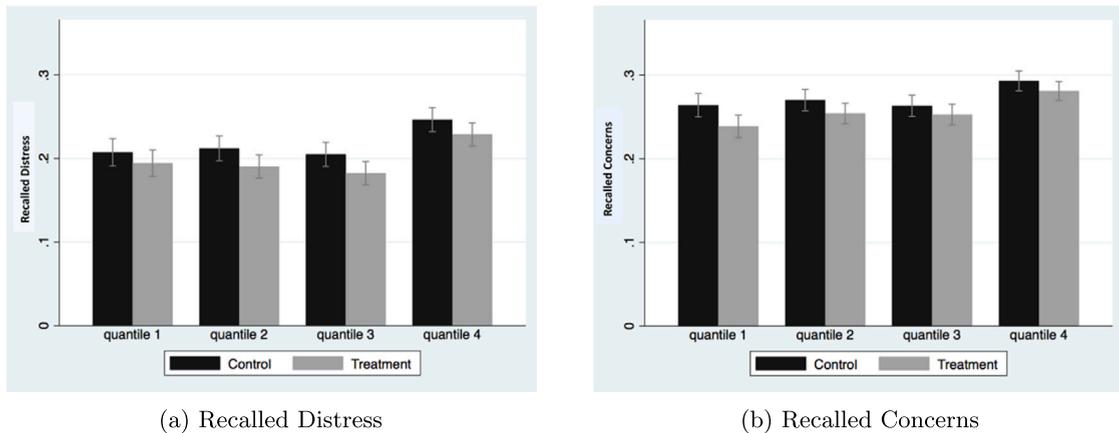 Recalled Distress
.3
.2
.1
0
quantile 1 quantile 2 quantile 3 quantile 4
Control Treatment
(a) Recalled Distress
Recalled Concerns
.3
.2
.1
0
quantile 1 quantile 2 quantile 3 quantile 4
Control Treatment
(b) Recalled Concerns